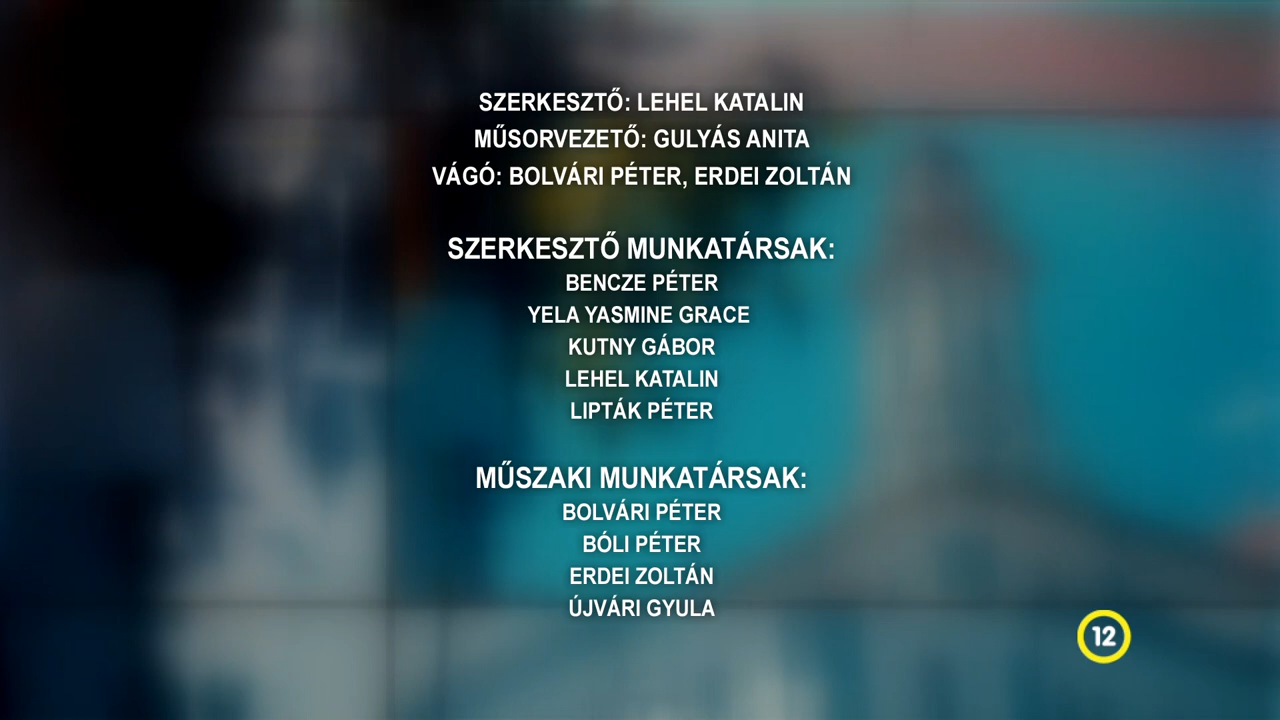 SZERKESZTŐ: LEHEL KATALIN
MŰSORVEZETŐ: GULYÁS ANITA
VÁGÓ: BOLVÁRI PÉTER, ERDEI ZOLTÁN
SZERKESZTŐ MUNKATÁRSAK:
BENCZE PÉTER
YELA YASMINE GRACE
KUTNY GÁBOR
LEHEL KATALIN
LIPTÁK PÉTER
MŰSZAKI MUNKATÁRSAK:
BOLVÁRI PÉTER
BÓLI PÉTER
ERDEI ZOLTÁN
ÚJVÁRI GYULA
12